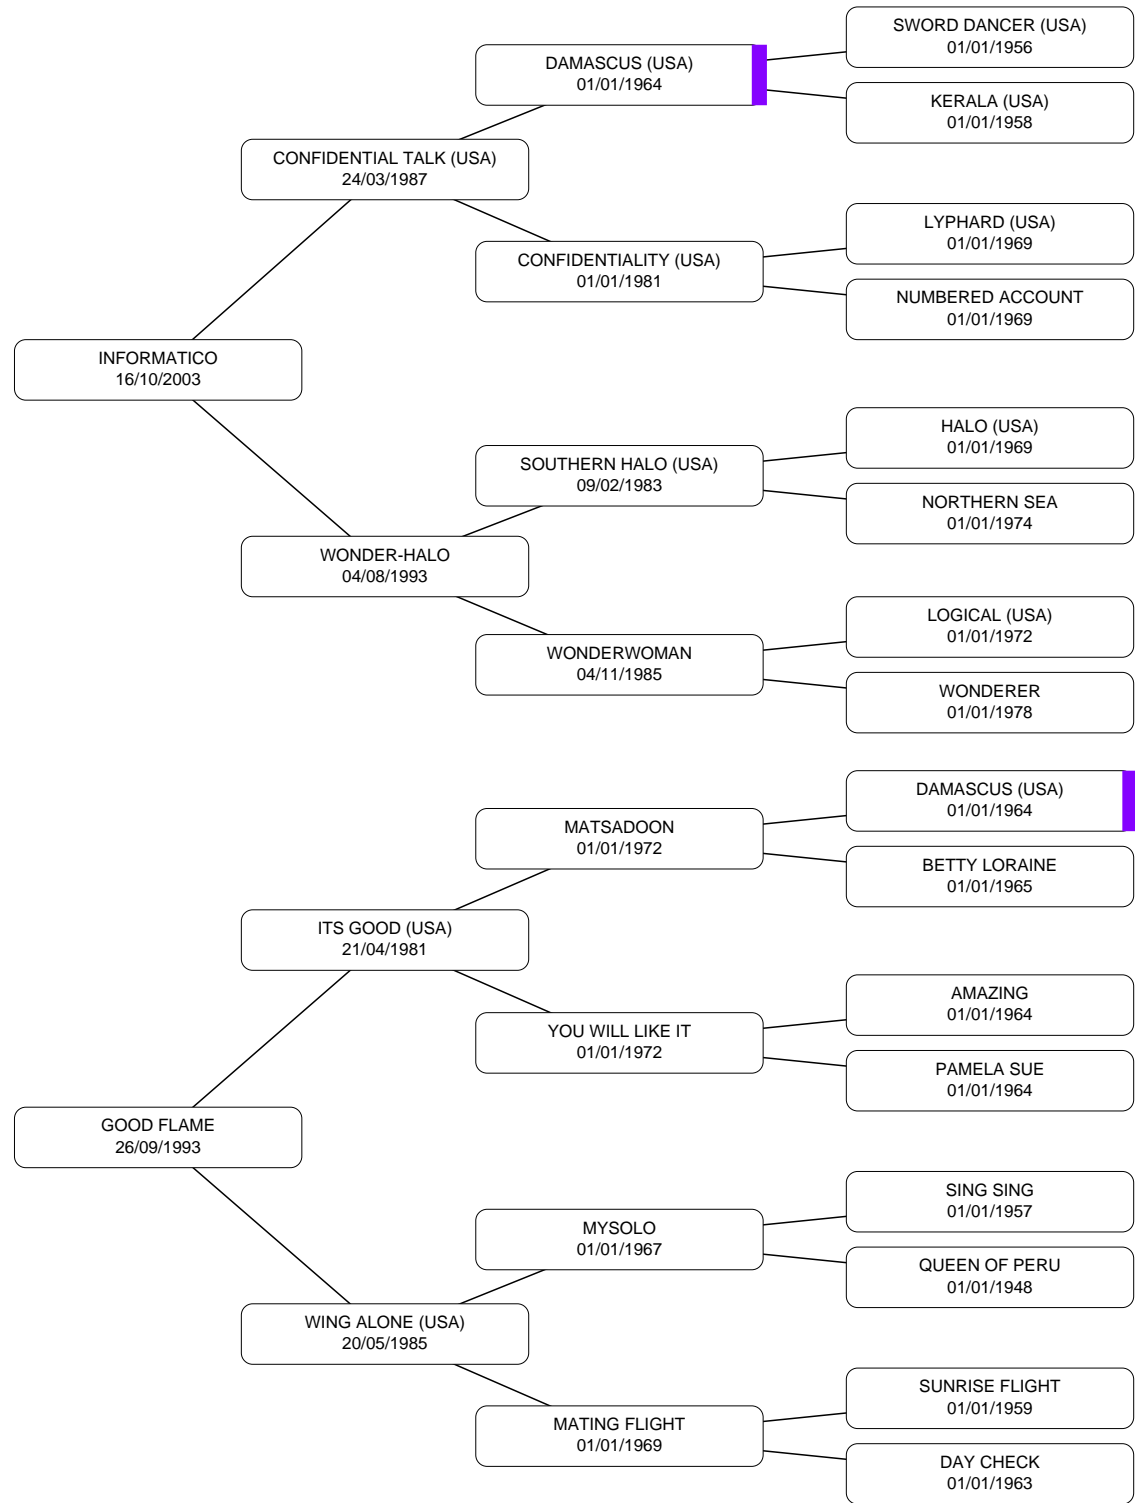 SWORD DANCER (USA)
01/01/1956
DAMASCUS (USA)
01/01/1964
KERALA (USA)
01/01/1958
CONFIDENTIAL TALK (USA)
24/03/1987
LYPHARD (USA)
01/01/1969
CONFIDENTIALITY (USA)
01/01/1981
NUMBERED ACCOUNT
01/01/1969
INFORMATICO
16/10/2003
HALO (USA)
01/01/1969
SOUTHERN HALO (USA)
09/02/1983
NORTHERN SEA
01/01/1974
WONDER-HALO
04/08/1993
LOGICAL (USA)
01/01/1972
WONDERWOMAN
04/11/1985
WONDERER
01/01/1978
DAMASCUS (USA)
01/01/1964
MATSADOON
01/01/1972
BETTY LORAINE
01/01/1965
ITS GOOD (USA)
21/04/1981
AMAZING
01/01/1964
YOU WILL LIKE IT
01/01/1972
PAMELA SUE
01/01/1964
GOOD FLAME
26/09/1993
SING SING
01/01/1957
MYSOLO
01/01/1967
QUEEN OF PERU
01/01/1948
WING ALONE (USA)
20/05/1985
SUNRISE FLIGHT
01/01/1959
MATING FLIGHT
01/01/1969
DAY CHECK
01/01/1963